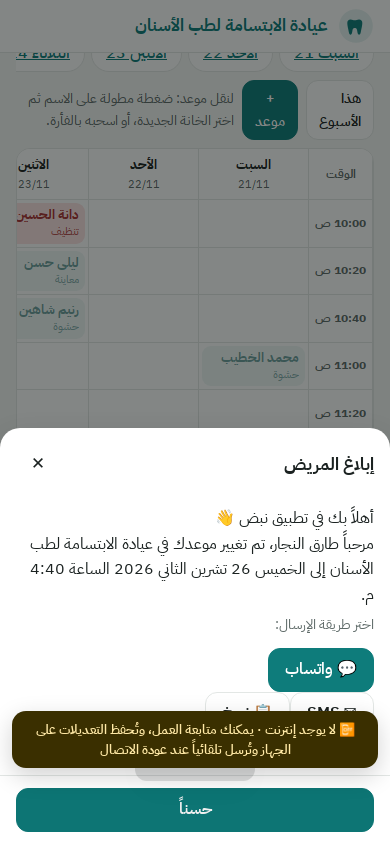 عيادة الابتسامة لطب الأسنان
السبت 21
الأحد 22
الاثنين 23
الثلاثاء
هذا
الأسبوع
+
موعد
لنقل موعد: ضغطة مطولة على الاسم ثم
اختر الخانة الجديدة، أو اسحبه بالفأرة.
الوقت
السبت
21/11
الأحد
22/11
الاثنين
23/11
10:00 ص
دانة الحسين
تنظيف
10:20 ص
ليلى حسن
معاينة
10:40 ص
رنيم شاهين
حشوة
11:00 ص
محمد الخطيب
حشوة
11:20 ص
إبلاغ المريض
✕
أهلاً بك في تطبيق نبض 👋
مرحباً طارق النجار، تم تغيير موعدك في عيادة الابتسامة لطب
الأسنان إلى الخميس 26 تشرين الثاني 2026 الساعة 4:40
م.
اختر طريقة الإرسال:
💬 واتساب
✉ SMS
📋 نسخ
📴 لا يوجد إنترنت · يمكنك متابعة العمل، وتُحفظ التعديلات على
الجهاز وتُرسل تلقائياً عند عودة الاتصال
حسناً